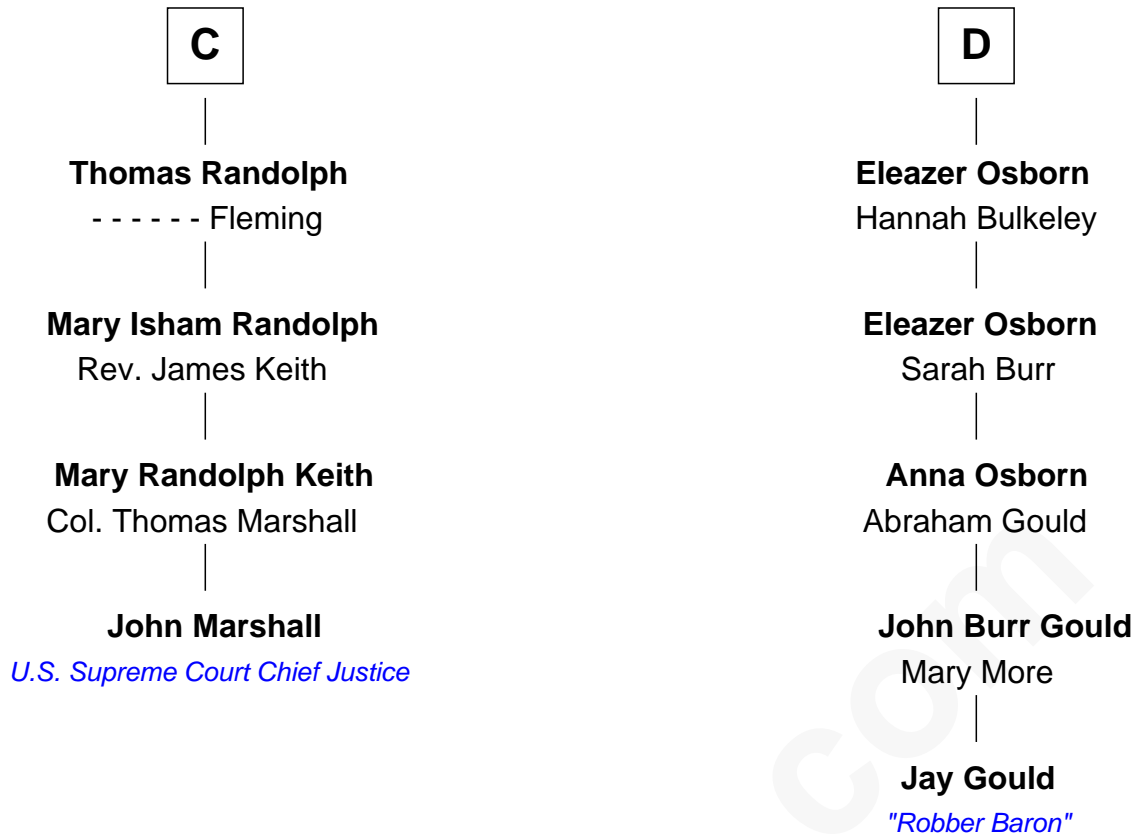 C
Thomas Randolph
- - - - - - Fleming
Mary Isham Randolph
Rev. James Keith
Mary Randolph Keith
Col. Thomas Marshall
John Marshall
U.S. Supreme Court Chief Justice
D
Eleazer Osborn
Hannah Bulkeley
Eleazer Osborn
Sarah Burr
Anna Osborn
Abraham Gould
John Burr Gould
Mary More
Jay Gould
"Robber Baron"
com